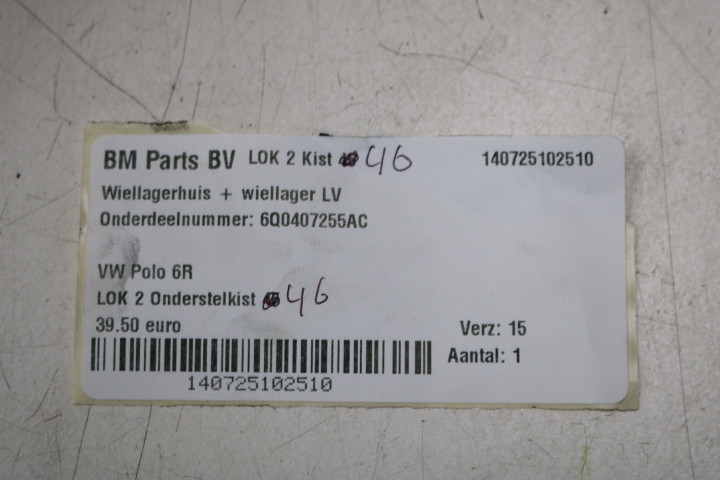 BM Parts BV LOK 2 Kist 46 140725102510
Wiellagerhuis + wiellager LV
Onderdeelnummer: 6Q0407255AC
VW Polo 6R
LOK 2 Onderstelkist 46
39.50 euro Verz: 15
Aantal: 1
140725102510